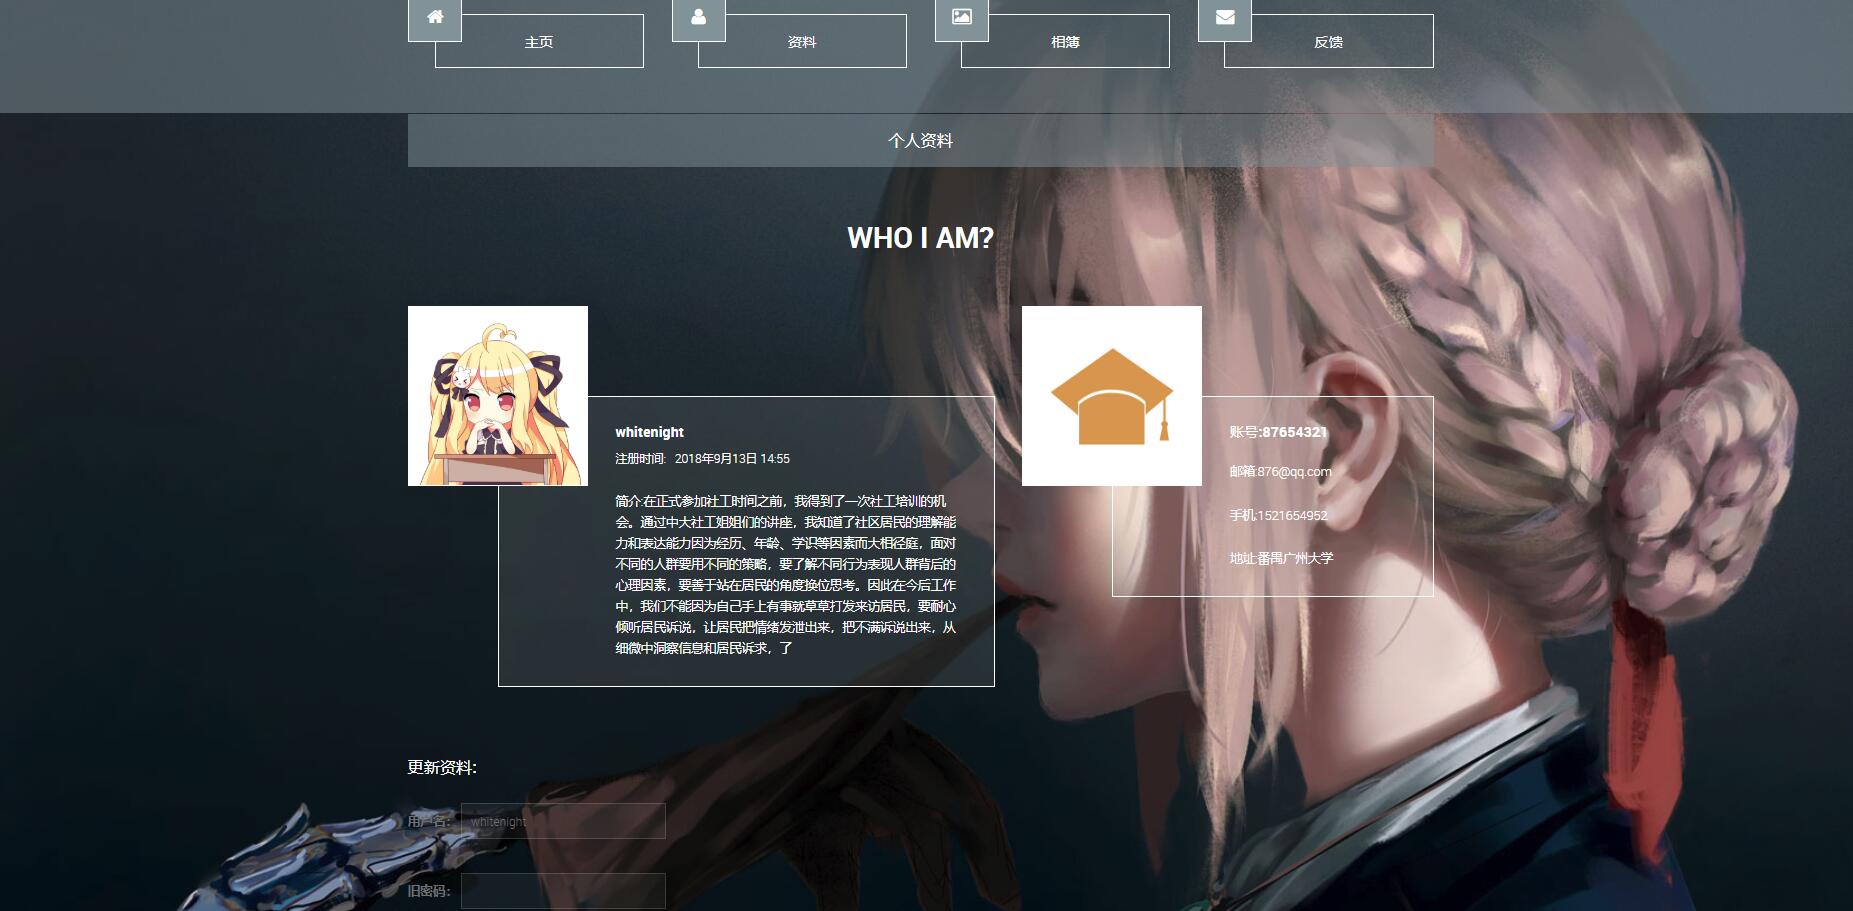 主页
资料
相簿
反馈
个人资料
WHO I AM?
whitenight
注册时间: 2018年9月13日 14:55
简介:在正式参加社工时间之前，我得到了一次社工培训的机
会。通过中大社工姐姐们的讲座，我知道了社区居民的理解能
力和表达能力因为经历、年龄、学识等因素而大相径庭，面对
不同的人群要用不同的策略，要了解不同行为表现人群背后的
心理因素，要善于站在居民的角度换位思考。因此在今后工作
中，我们不能因为自己手上有事就草草打发来访居民，要耐心
倾听居民诉说，让居民把情绪发泄出来，把不满诉说出来，从
细微中洞察信息和居民诉求，了
账号:87654321
邮箱:876@qq.com
手机:1521654952
地址:番禺广州大学
更新资料:
用户名: whitenight
旧密码: